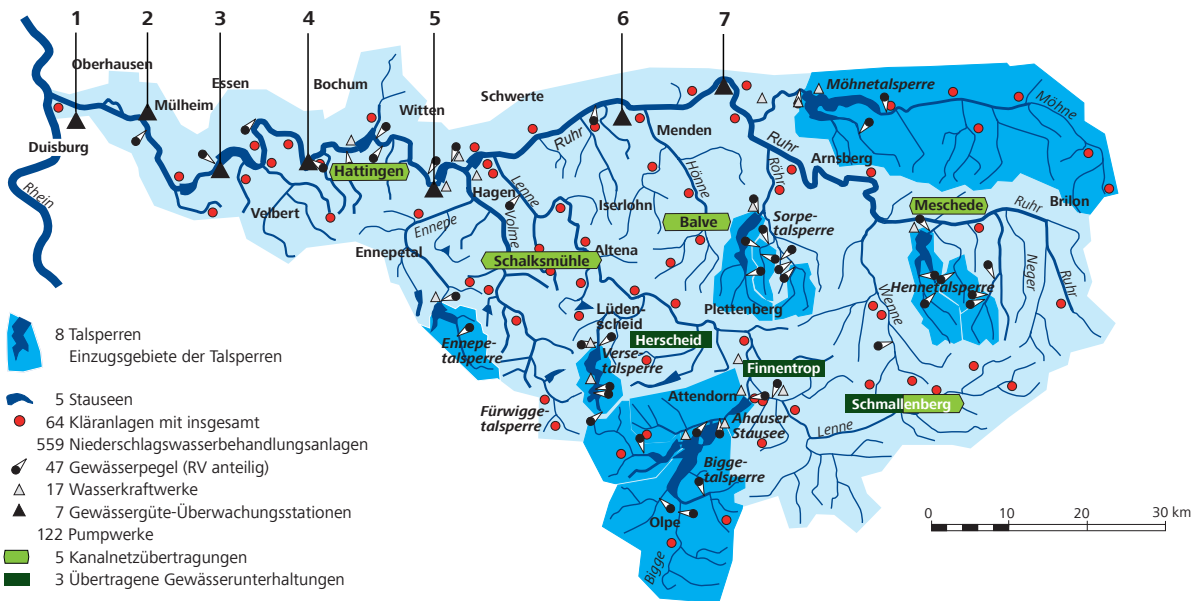 1 2 3 4 5 6 7
Oberhausen
Essen
Bochum
Mülheim
Witten
Schwerte
Möhnetalsperre
Möhne
Duisburg
Ruhr
Menden
Ruhr
Arnsberg
Hattingen
Rhein
Velbert
Hagen
Lenne
Hönne
Röhr
Iserlohn
Meschede
Ruhr
Brilon
Ennepe
Volme
Balve
Sorpe-
talsperre
Ennepetal
Altena
Schalksmühle
Hennetalsperre
Neger
Ruhr
Wenne
Plettenberg
Lüden-
scheid
Herscheid
Ennepe-
talsperre
Verse-
talsperre
Finnentrop
Attendorn
Schmallenberg
Fürwigge-
talsperre
Ahauser
Stausee
Lenne
Bigge-
talsperre
Olpe
Bigge
8 Talsperren
Einzugsgebiete der Talsperren
5 Stauseen
64 Kläranlagen mit insgesamt
559 Niederschlagswasserbehandlungsanlagen
47 Gewässerpegel (RV anteilig)
17 Wasserkraftwerke
7 Gewässergüte-Überwachungsstationen
122 Pumpwerke
5 Kanalnetzübertragungen
3 Übertragene Gewässerunterhaltungen
0 10 20 30 km